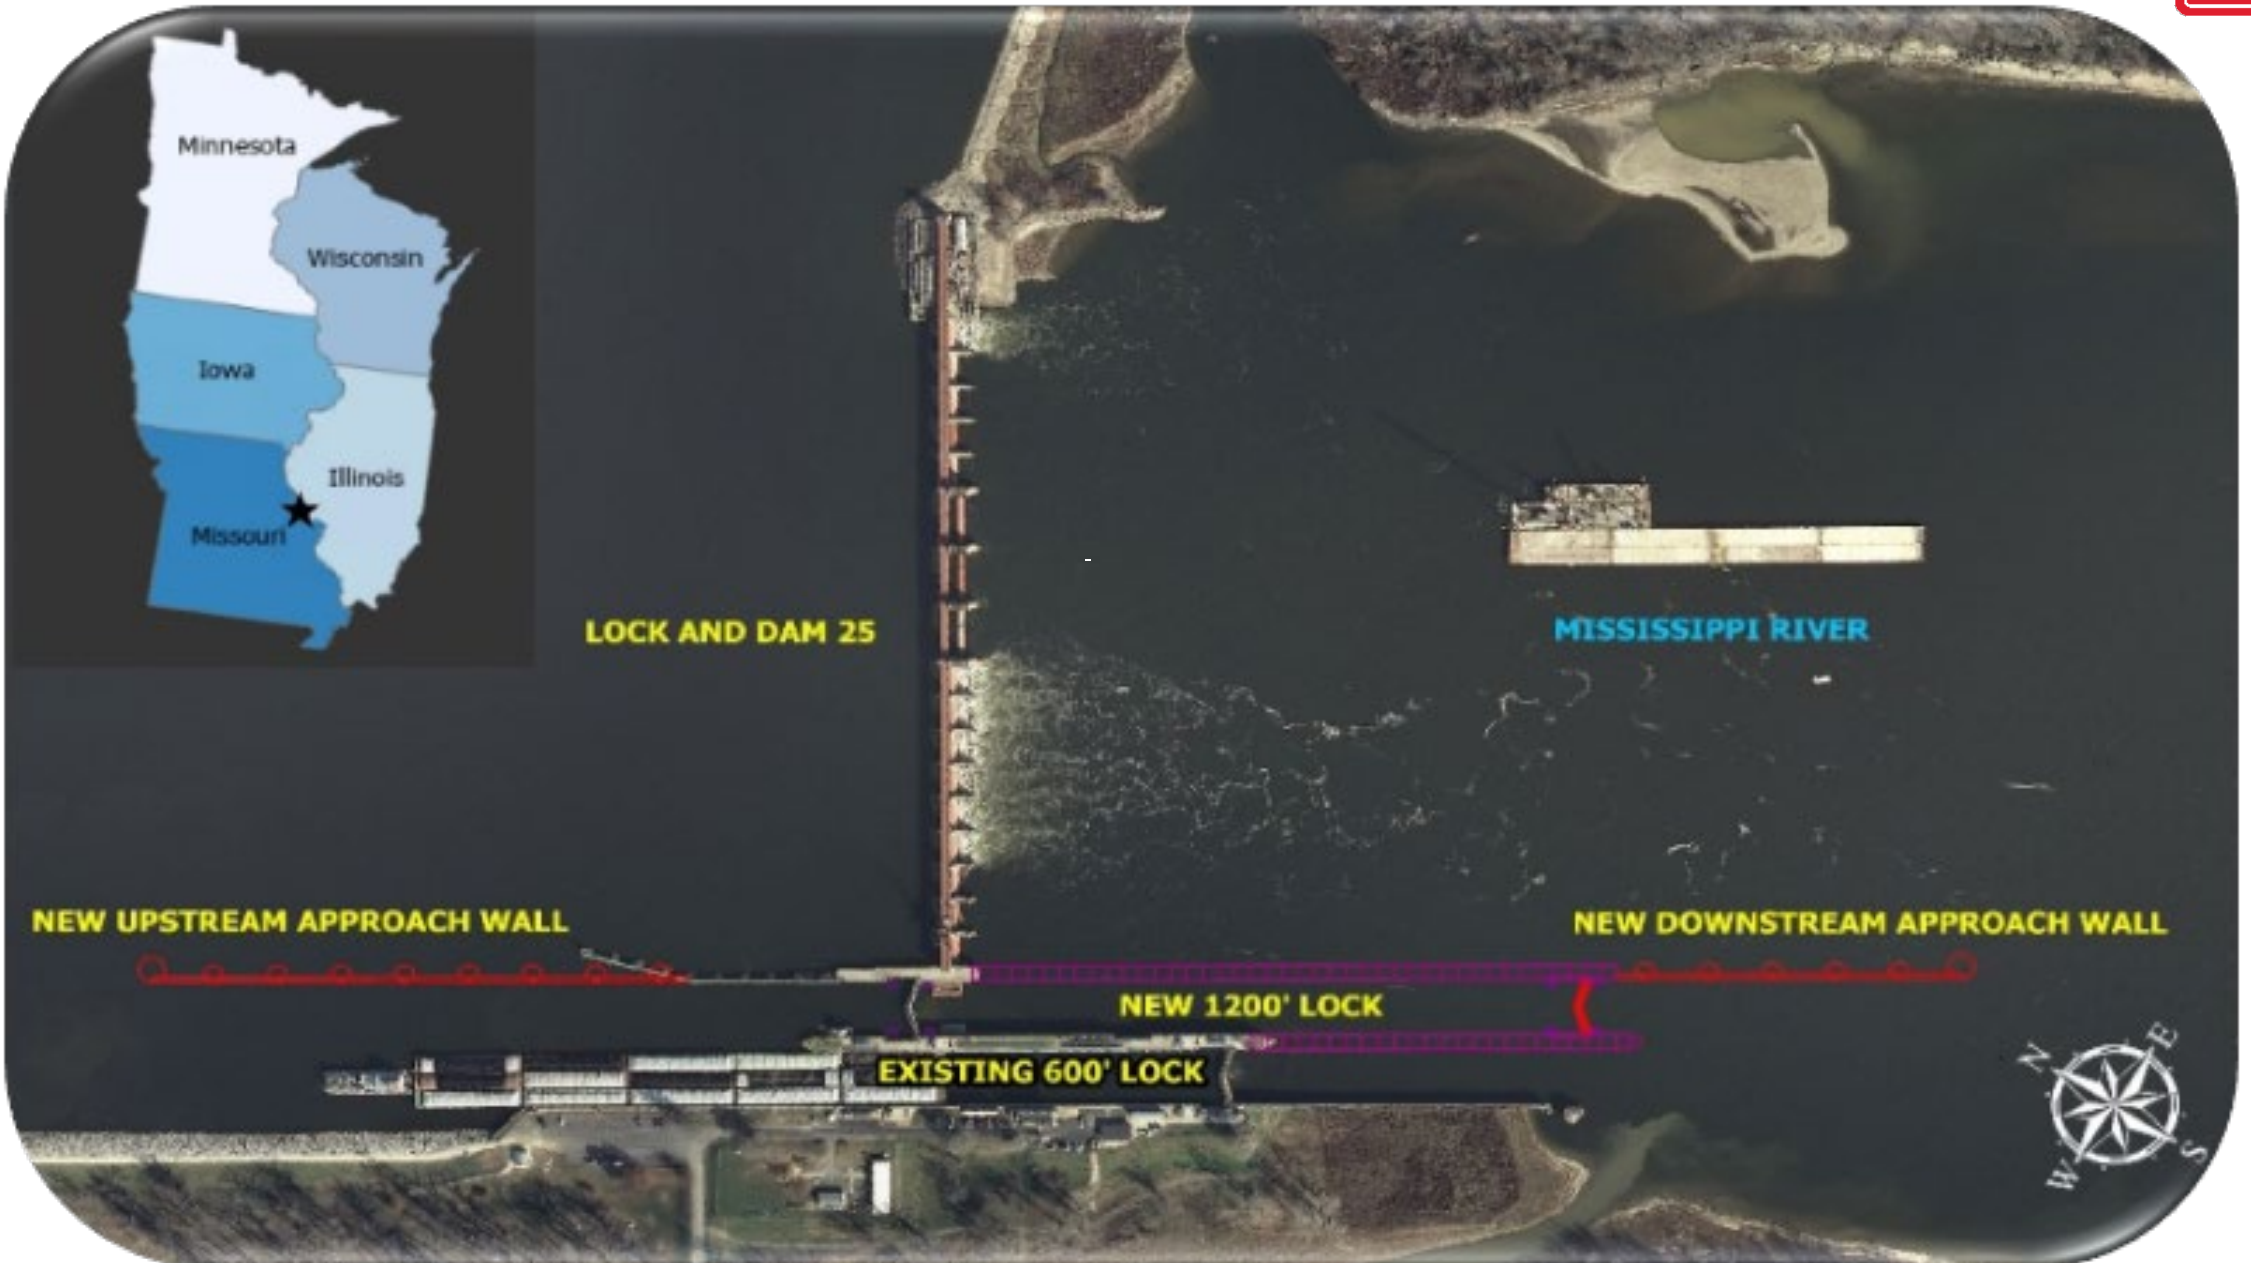 Minnesota
Wisconsin
Iowa
Illinois
Missouri
LOCK AND DAM 25
MISSISSIPPI RIVER
NEW UPSTREAM APPROACH WALL
NEW DOWNSTREAM APPROACH WALL
NEW 1200' LOCK
EXISTING 600' LOCK
N
E
W
S